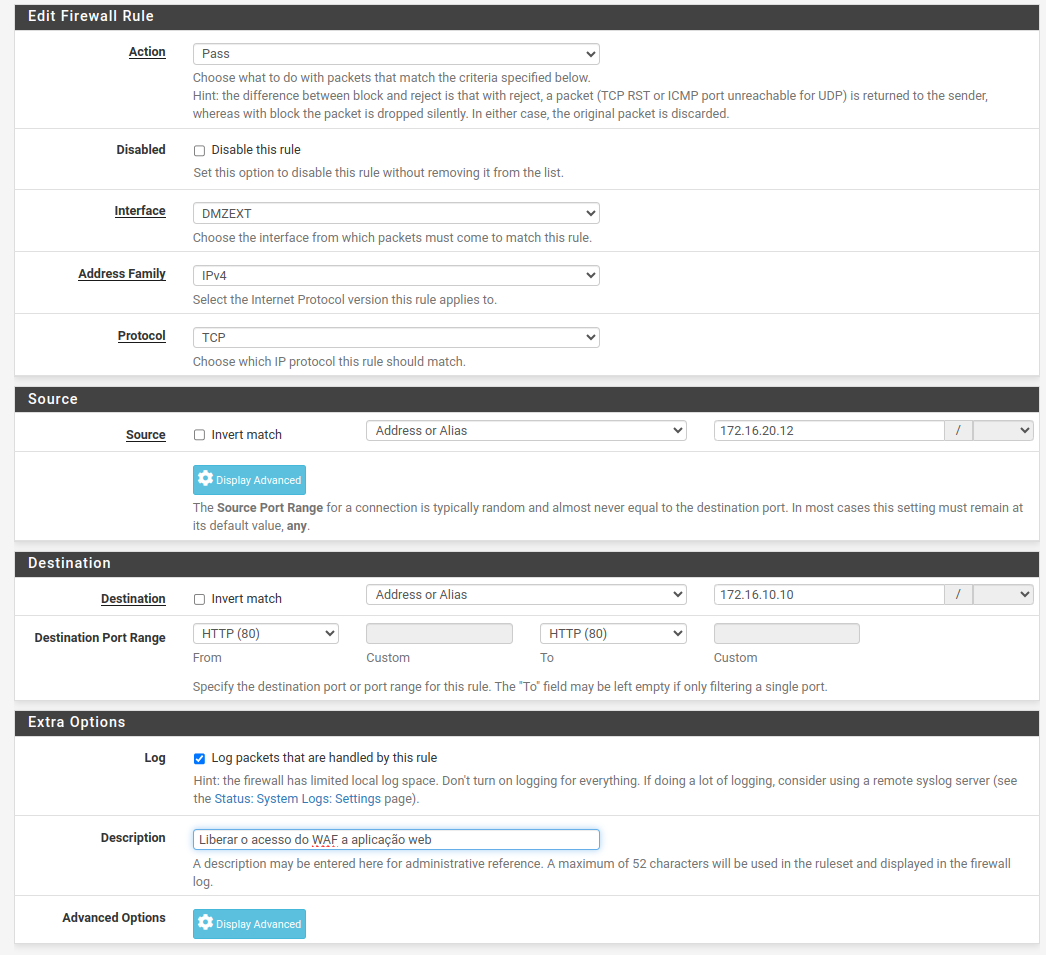 Edit Firewall Rule
Action
Pass
Choose what to do with packets that match the criteria specified below.
Hint: the difference between block and reject is that with reject, a packet (TCP RST or ICMP port unreachable for UDP) is returned to the sender,
whereas with block the packet is dropped silently. In either case, the original packet is discarded.
Disabled
Disable this rule
Set this option to disable this rule without removing it from the list.
Interface
DMZEXT
Choose the interface from which packets must come to match this rule.
Address Family
IPv4
Select the Internet Protocol version this rule applies to.
Protocol
TCP
Choose which IP protocol this rule should match.
Source
Source
Invert match
Address or Alias
172.16.20.12
/
Display Advanced
The Source Port Range for a connection is typically random and almost never equal to the destination port. In most cases this setting must remain at
its default value, any.
Destination
Destination
Invert match
Address or Alias
172.16.10.10
/
Destination Port Range
HTTP (80)
HTTP (80)
From
Custom
To
Custom
Specify the destination port or port range for this rule. The "To" field may be left empty if only filtering a single port.
Extra Options
Log
Log packets that are handled by this rule
Hint: the firewall has limited local log space. Don't turn on logging for everything. If doing a lot of logging, consider using a remote syslog server (see
the Status: System Logs: Settings page).
Description
Liberar o acesso do WAF a aplicação web
A description may be entered here for administrative reference. A maximum of 52 characters will be used in the ruleset and displayed in the firewall
log.
Advanced Options
Display Advanced